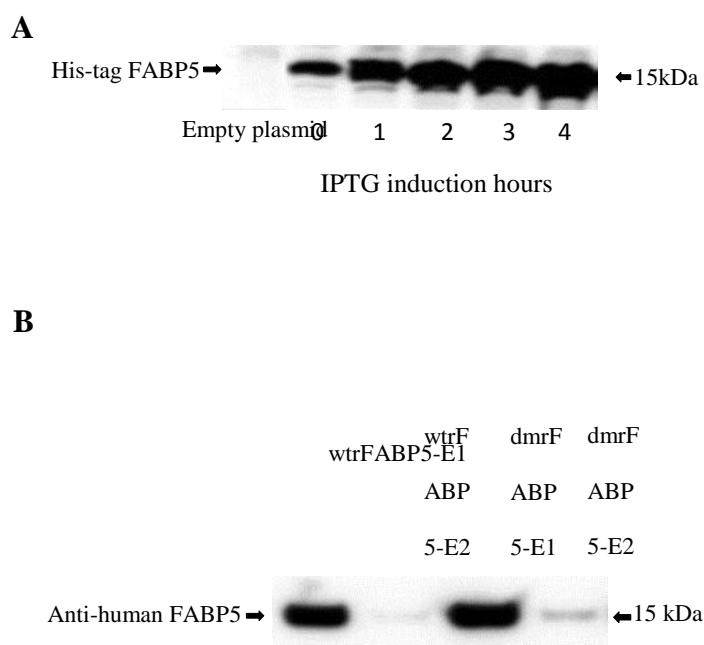 A
His-tag FABP5
15kDa
Empty plasmid 0 1 2 3 4
IPTG induction hours
B
wtrFABP5-E1
wtrF dmrF dmrF
ABP ABP ABP
5-E2 5-E1 5-E2
Anti-human FABP5
15 kDa